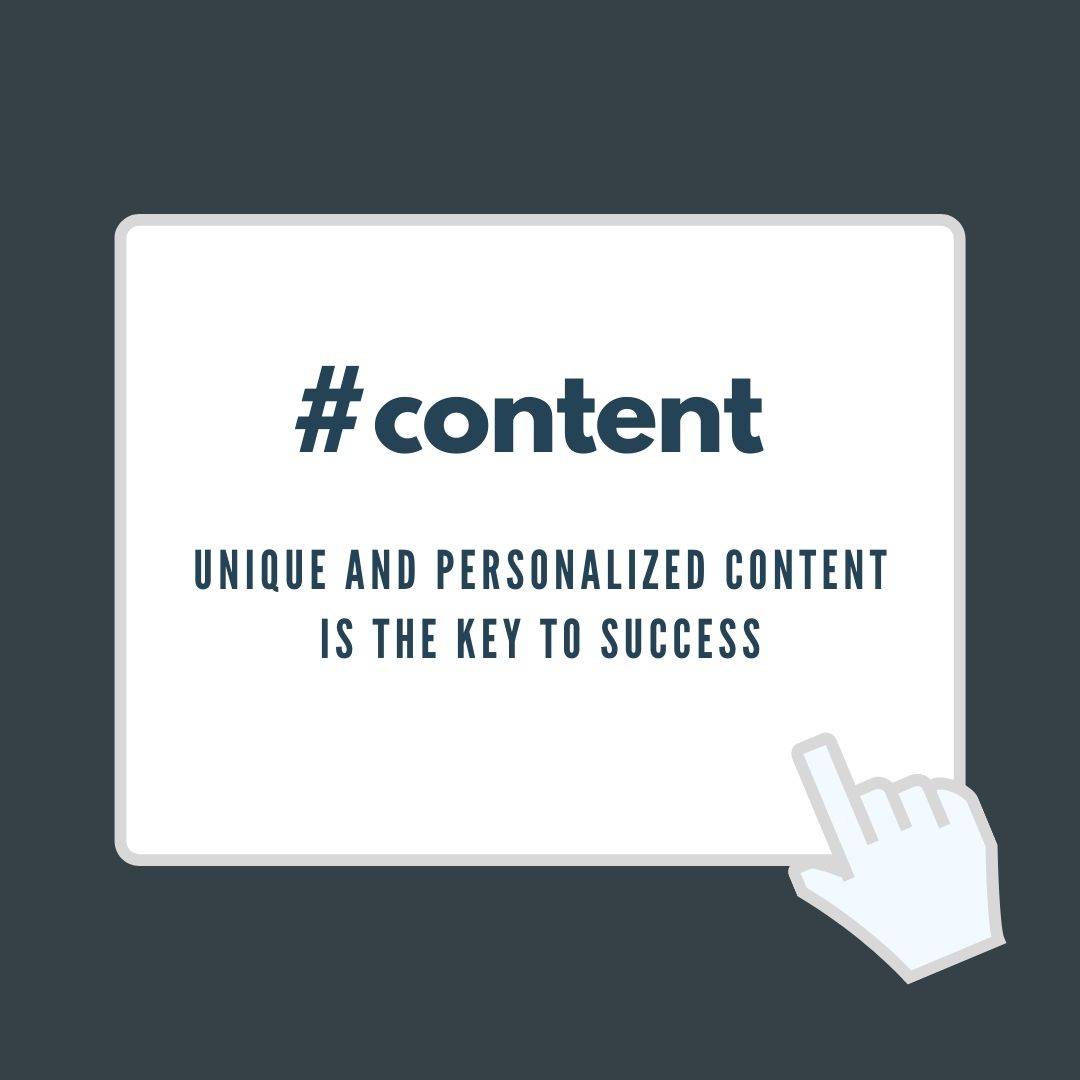 #content
UNIQUE AND PERSONALIZED CONTENT
IS THE KEY TO SUCCESS